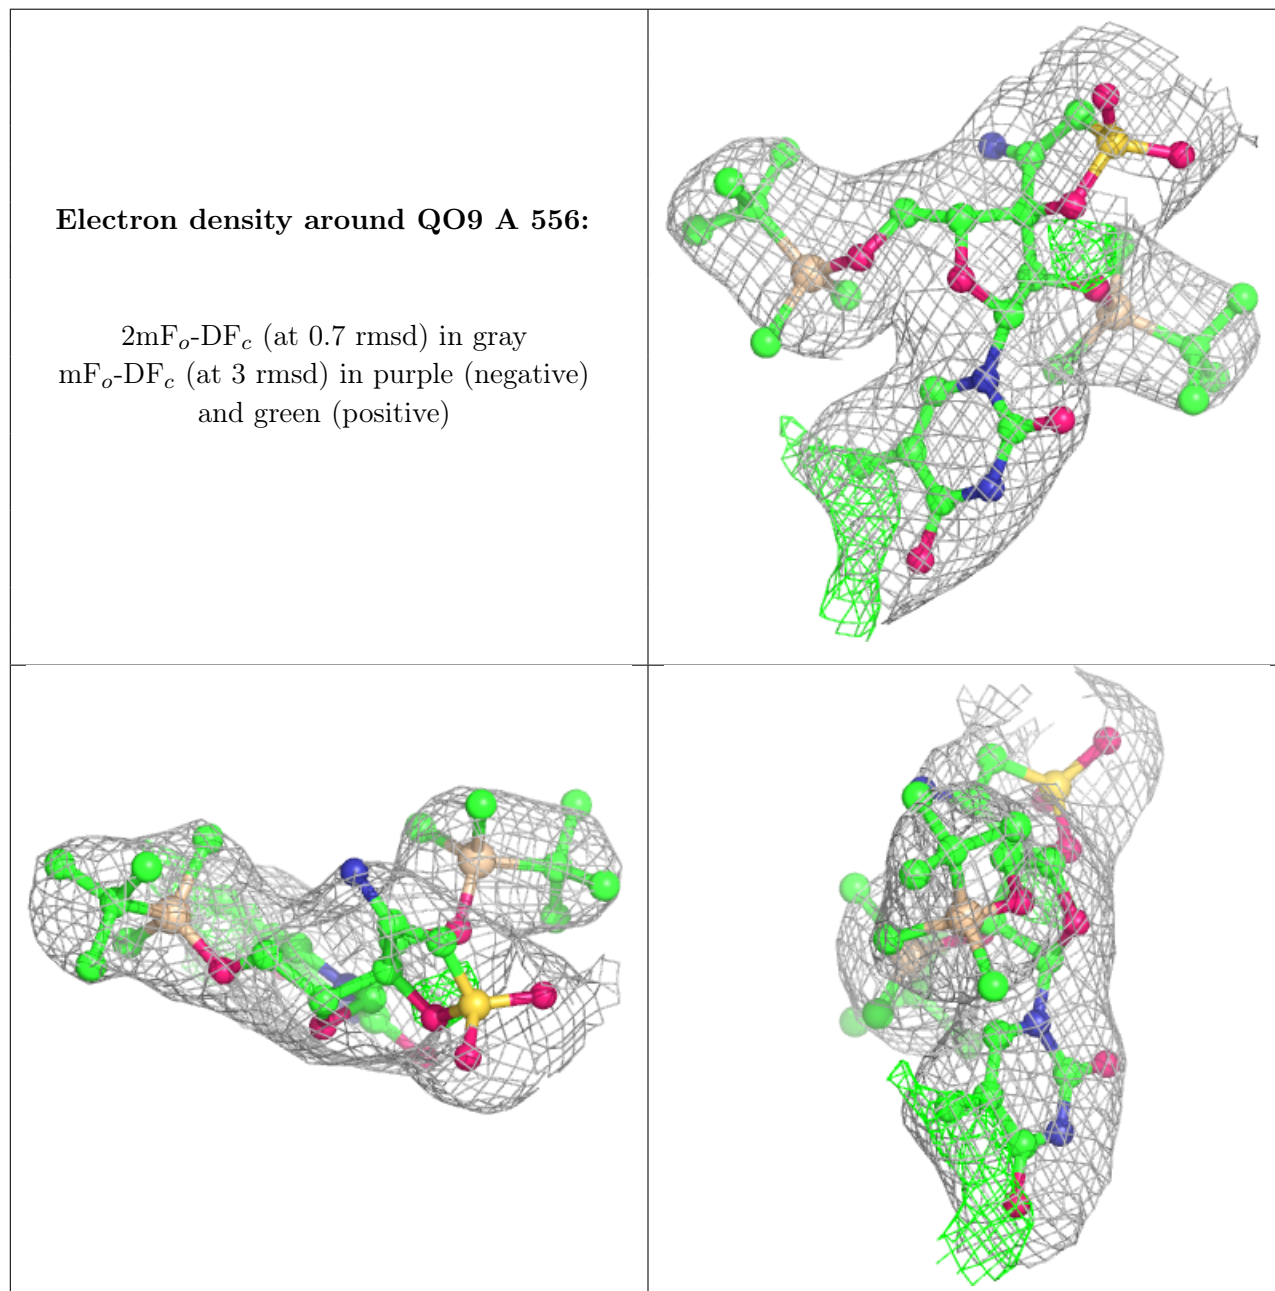 Electron density around QO9 A 556:
2mFo-DFc (at 0.7 rmsd) in gray
mFo-DFc (at 3 rmsd) in purple (negative)
and green (positive)